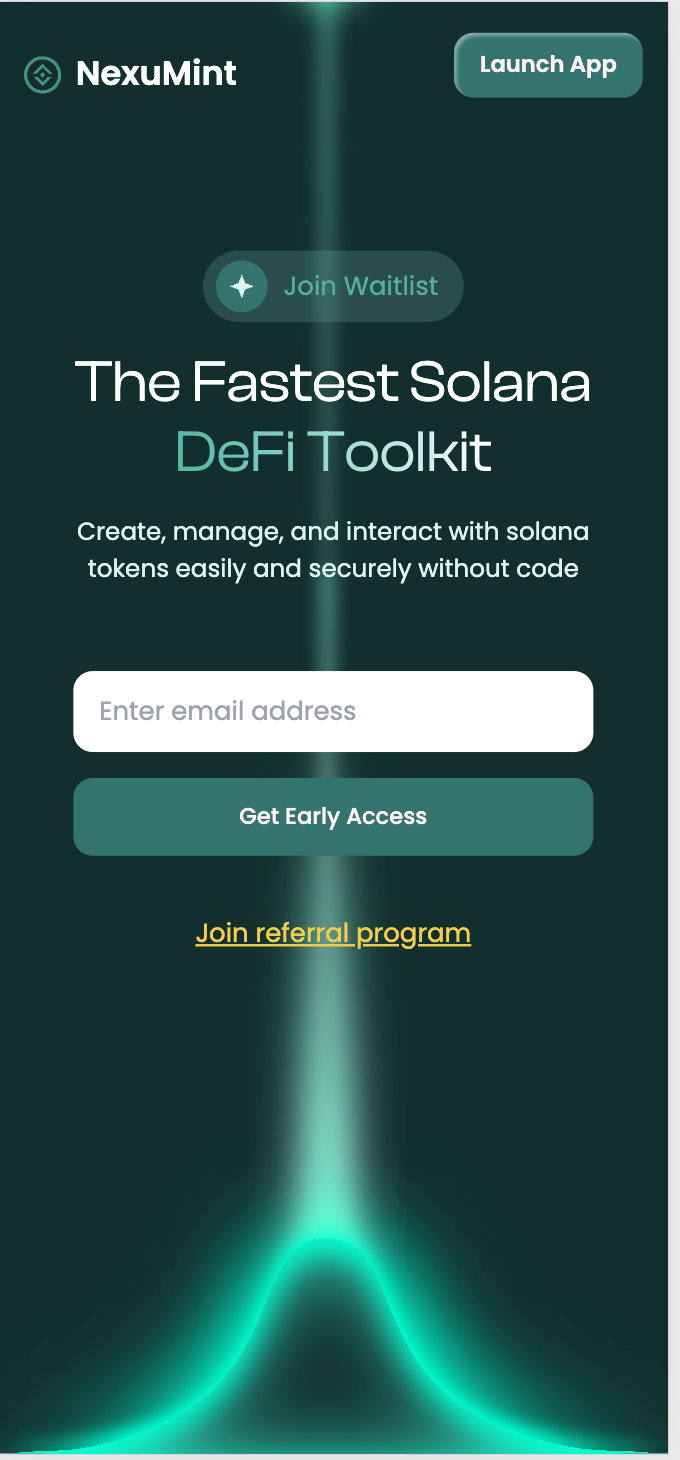 NexuMint
Launch App
Join Waitlist
The Fastest Solana
DeFi Toolkit
Create, manage, and interact with solana
tokens easily and securely without code
Enter email address
Get Early Access
Join referral program